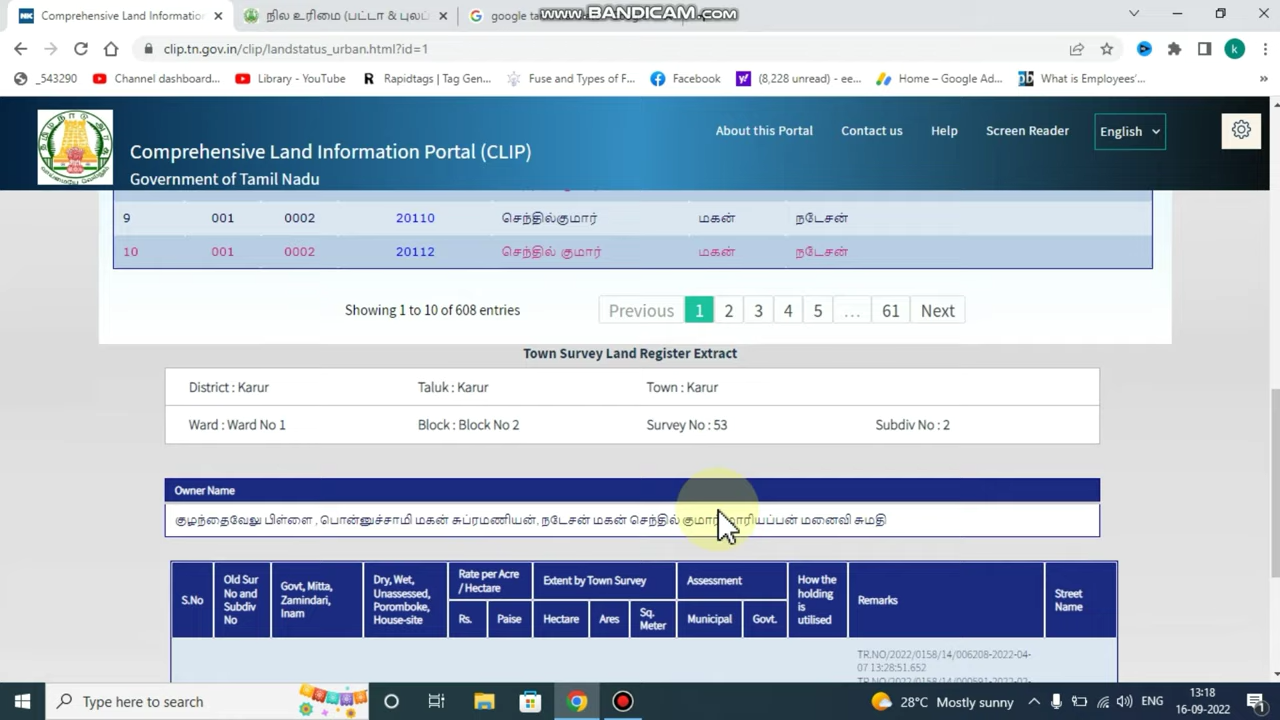 Comprehensive Land Information
நில உரிமை (பட்டா & புலப்
google ta
www.BANDICAM.com
clip.tn.gov.in/clip/landstatus_urban.html?id=1
k
_543290
Channel dashboard...
Library - YouTube
Rapidtags | Tag Gen...
Fuse and Types of F...
Facebook
(8,228 unread) - ee...
Home – Google Ad...
What is Employees'...
About this Portal
Contact us
Help
Screen Reader
English
Comprehensive Land Information Portal (CLIP)
Government of Tamil Nadu
9 001 0002 20110 செந்தில்குமார் மகன் நடேசன்
10 001 0002 20112 செந்தில் குமார் மகன் நடேசன்
Showing 1 to 10 of 608 entries
Previous 1 2 3 4 5 ... 61 Next
Town Survey Land Register Extract
District : Karur Taluk : Karur Town : Karur
Ward : Ward No 1 Block : Block No 2 Survey No : 53 Subdiv No : 2
Owner Name
குழந்தைவேலு பிள்ளை , பொன்னுச்சாமி மகன் சுப்ரமணியன், நடேசன் மகன் செந்தில் குமார் மாரியப்பன் மனைவி சுமதி
S.No
Old Sur No and Subdiv No
Govt, Mitta, Zamindari, Inam
Dry, Wet, Unassessed, Poromboke, House-site
Rate per Acre / Hectare
Rs. Paise
Extent by Town Survey
Hectare Ares Sq. Meter
Assessment
Municipal Govt.
How the holding is utilised
Remarks
Street Name
TR.NO/2022/0158/14/006208-2022-04-
07 13:28:51.652
Type here to search
28°C Mostly sunny
ENG
13:18
16-09-2022
1